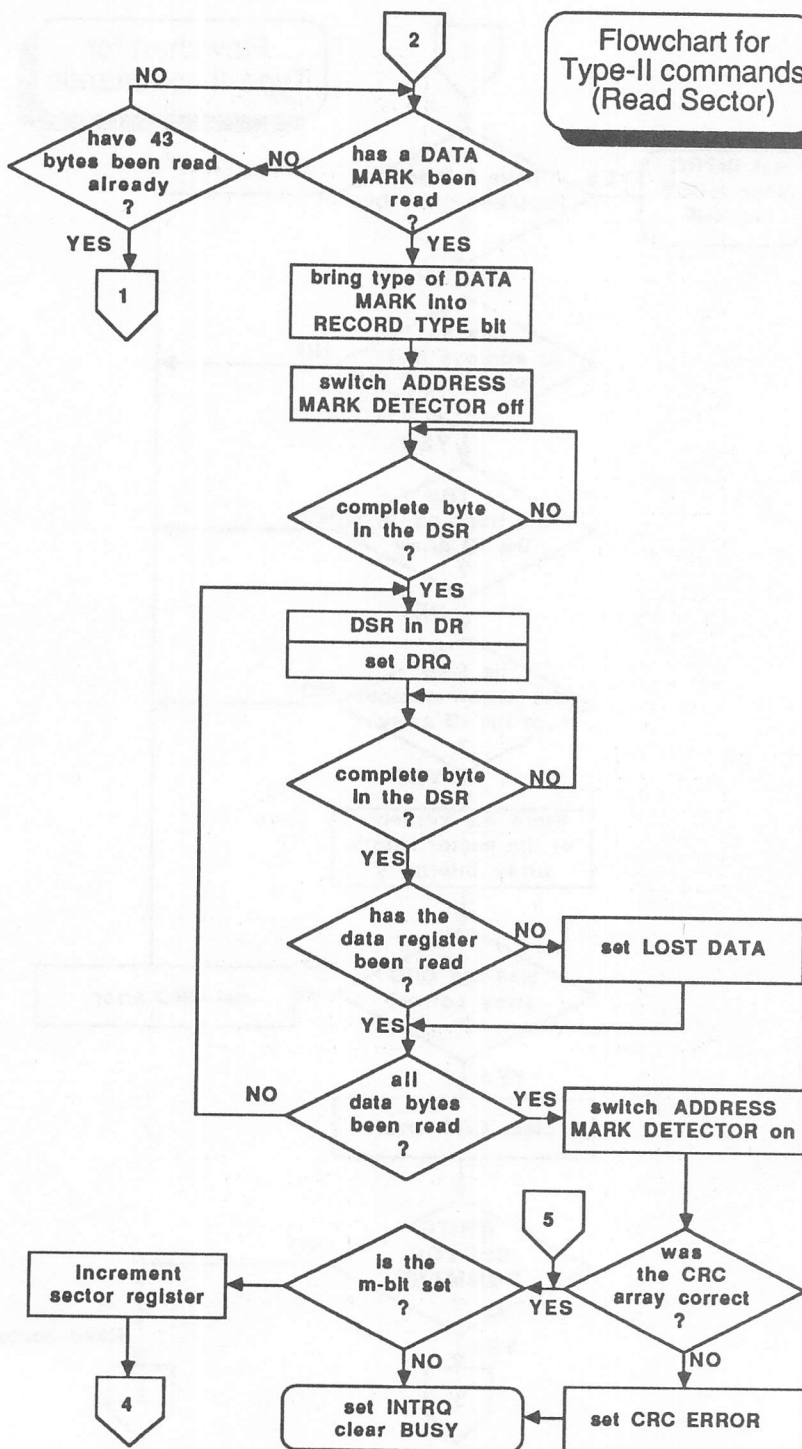 2
Flowchart for
Type-II commands
(Read Sector)
NO
have 43
bytes been read
already
?
NO
has a DATA
MARK been
read
?
YES
YES
1
bring type of DATA
MARK into
RECORD TYPE bit
switch ADDRESS
MARK DETECTOR off
complete byte
in the DSR
?
NO
YES
DSR in DR
set DRQ
complete byte
in the DSR
?
NO
YES
has the
data register
been read
?
NO
set LOST DATA
YES
all
data bytes
been read
?
NO
YES
switch ADDRESS
MARK DETECTOR on
5
was
the CRC
array correct
?
YES
is the
m-bit set
?
Increment
sector register
NO
NO
4
set INTRQ
clear BUSY
set CRC ERROR